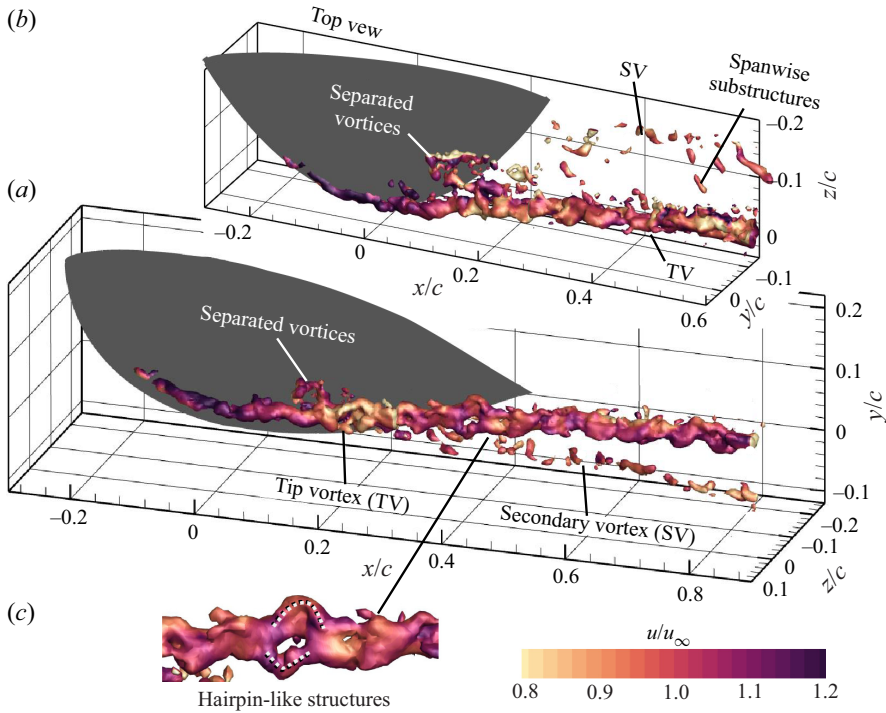 (b)
Top vew
SV
Spanwise
substructures
Separated
vortices
–0.2
0.1
0
z/c
–0.2
0
0.2
0.4
0.6
x/c
TV
–0.1
0
y/c
(a)
Separated vortices
0.2
0.1
0
–0.1
y/c
Tip vortex (TV)
Secondary vortex (SV)
–0.2
0
0.2
0.4
0.6
0.8
x/c
–0.2
–0.1
0
0.1
z/c
(c)
Hairpin-like structures
u/u∞
0.8
0.9
1.0
1.1
1.2